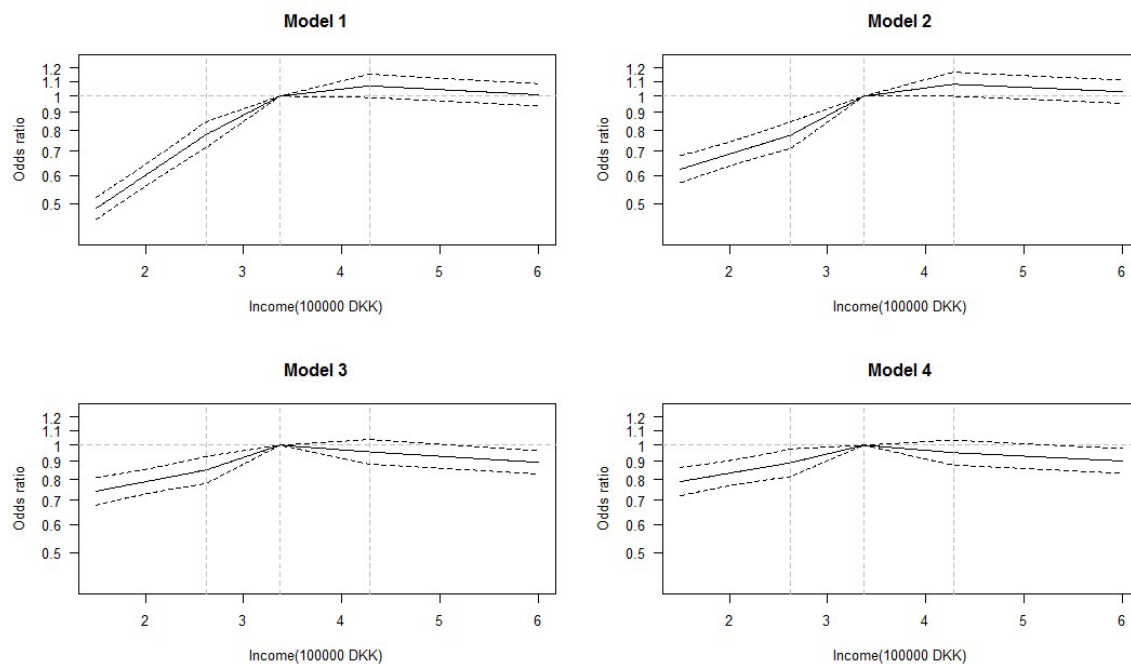 Model 1
Odds ratio
1.2
1.1
1
0.9
0.8
0.7
0.6
0.5
2 3 4 5 6
Income(100000 DKK)
Model 2
Odds ratio
1.2
1.1
1
0.9
0.8
0.7
0.6
0.5
2 3 4 5 6
Income(100000 DKK)
Model 3
Odds ratio
1.2
1.1
1
0.9
0.8
0.7
0.6
0.5
2 3 4 5 6
Income(100000 DKK)
Model 4
Odds ratio
1.2
1.1
1
0.9
0.8
0.7
0.6
0.5
2 3 4 5 6
Income(100000 DKK)